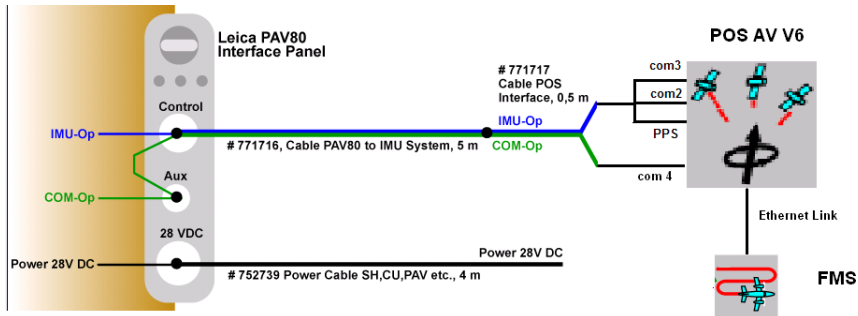 Leica PAV80
Interface Panel
POS AV V6
# 771717
Cable POS
Interface, 0,5 m
com3
com2
PPS
com 4
Control
IMU-Op
IMU-Op
COM-Op
# 771716, Cable PAV80 to IMU System, 5 m
Aux
COM-Op
Ethernet Link
28 VDC
Power 28V DC
Power 28V DC
# 752739 Power Cable SH,CU,PAV etc., 4 m
FMS